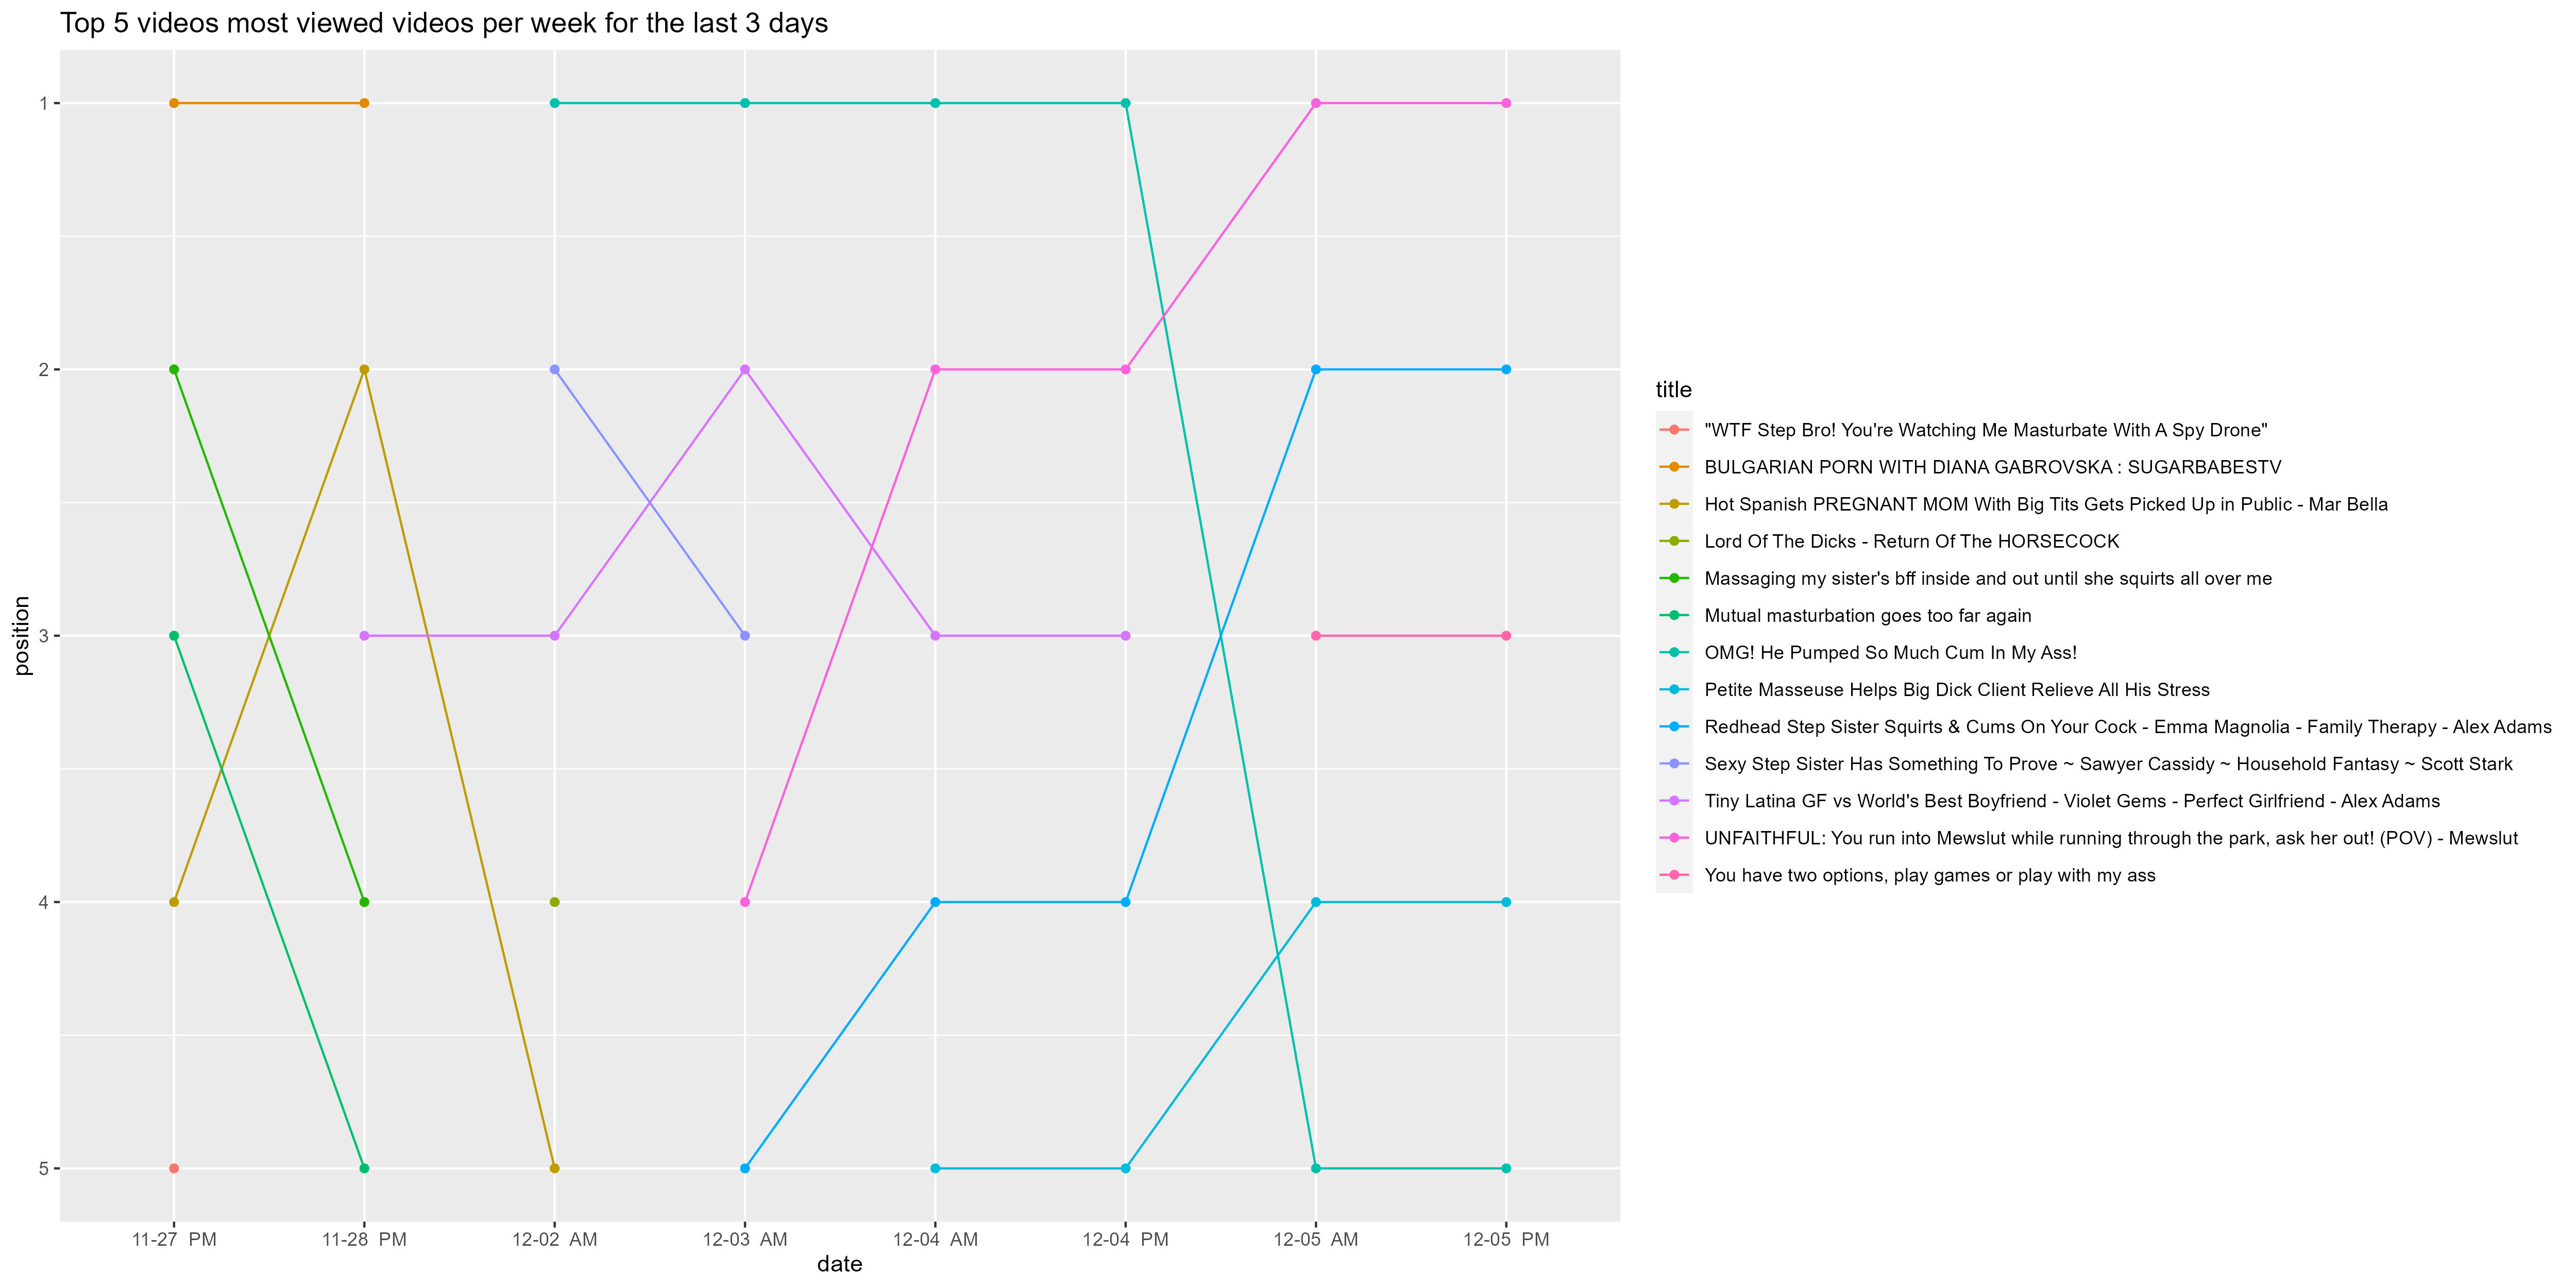 Top 5 videos most viewed videos per week for the last 3 days
position
1
2
3
4
5
11-27 PM
11-28 PM
12-02 AM
12-03 AM
12-04 AM
12-04 PM
12-05 AM
12-05 PM
date
title
"WTF Step Bro! You're Watching Me Masturbate With A Spy Drone"
BULGARIAN PORN WITH DIANA GABROVSKA : SUGARBABESTV
Hot Spanish PREGNANT MOM With Big Tits Gets Picked Up in Public - Mar Bella
Lord Of The Dicks - Return Of The HORSECOCK
Massaging my sister's bff inside and out until she squirts all over me
Mutual masturbation goes too far again
OMG! He Pumped So Much Cum In My Ass!
Petite Masseuse Helps Big Dick Client Relieve All His Stress
Redhead Step Sister Squirts & Cums On Your Cock - Emma Magnolia - Family Therapy - Alex Adams
Sexy Step Sister Has Something To Prove ~ Sawyer Cassidy ~ Household Fantasy ~ Scott Stark
Tiny Latina GF vs World's Best Boyfriend - Violet Gems - Perfect Girlfriend - Alex Adams
UNFAITHFUL: You run into Mewslut while running through the park, ask her out! (POV) - Mewslut
You have two options, play games or play with my ass